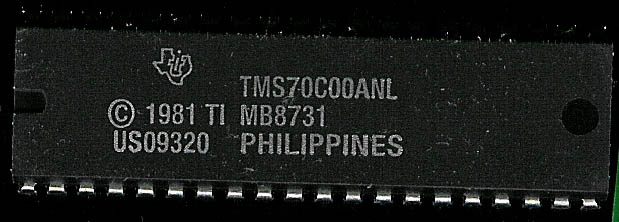 TMS70C00ANL
© 1981 TI MB8731
US09320 PHILIPPINES